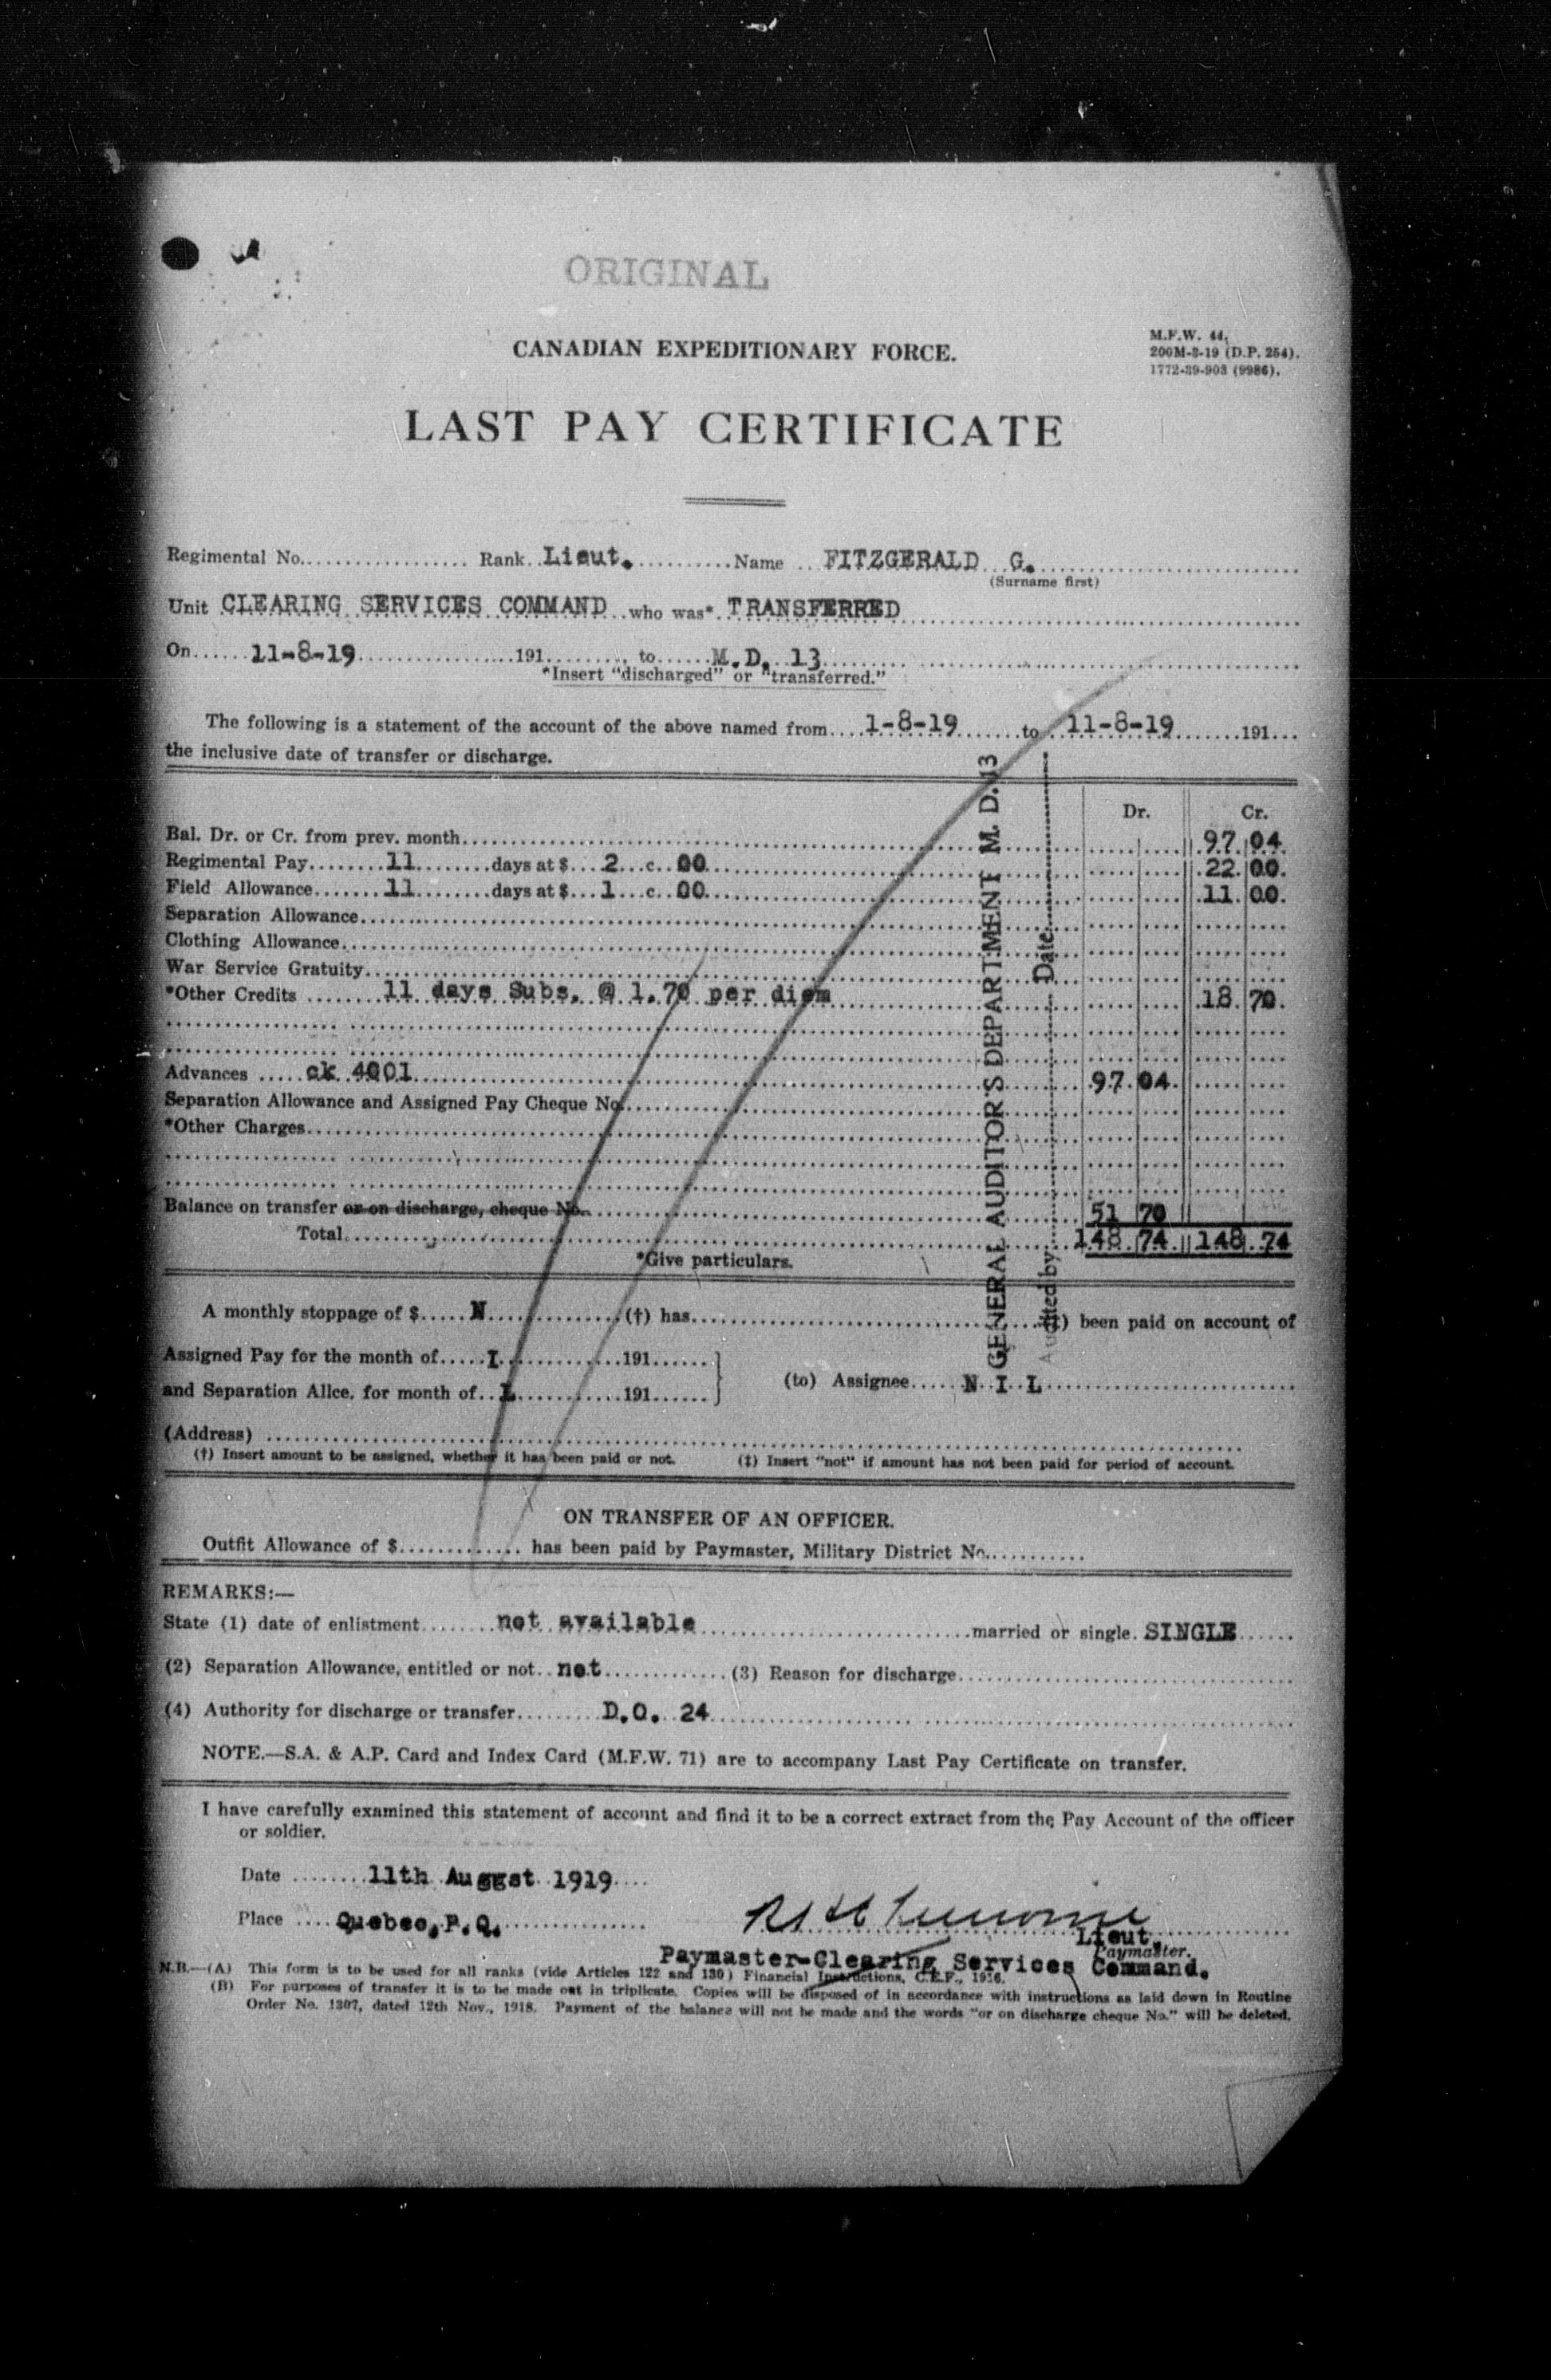 ORIGINAL
CANADIAN EXPEDITIONARY FORCE.
M.F.W. 44.
200M-3-19 (D.P. 254).
1772-39-903 (9986).
LAST PAY CERTIFICATE
Regimental No. Rank Lieut. Name FITZGERALD G.
(Surname first)
Unit CLEARING SERVICES COMMAND who was* TRANSFERRED
On 11-8-19 191 , to M.D. 13
*Insert "discharged" or "transferred."
The following is a statement of the account of the above named from 1-8-19 to 11-8-19 191
the inclusive date of transfer or discharge.
Dr. Cr.
Bal. Dr. or Cr. from prev. month 97 04
Regimental Pay 11 days at $ 2 c. 00 22 00
Field Allowance 11 days at $ 1 c. 00 11 00
Separation Allowance
Clothing Allowance
War Service Gratuity
*Other Credits 11 days Subs. @ 1.70 per diem 18 70
Advances ck 4001 97 04
Separation Allowance and Assigned Pay Cheque No.
*Other Charges
Balance on transfer or on discharge, cheque No. 51 70
Total 148 74 148 74
*Give particulars.
GENERAL AUDITOR'S DEPARTMENT M. D. 13
Audited by Date
A monthly stoppage of $ N (†) has (‡) been paid on account of
Assigned Pay for the month of I 191
and Separation Allce. for month of L 191
(to) Assignee N I L
(Address)
(†) Insert amount to be assigned, whether it has been paid or not. (‡) Insert "not" if amount has not been paid for period of account.
ON TRANSFER OF AN OFFICER.
Outfit Allowance of $ has been paid by Paymaster, Military District No.
REMARKS:—
State (1) date of enlistment not available married or single. SINGLE
(2) Separation Allowance, entitled or not not (3) Reason for discharge
(4) Authority for discharge or transfer D.O. 24
NOTE.—S.A. & A.P. Card and Index Card (M.F.W. 71) are to accompany Last Pay Certificate on transfer.
I have carefully examined this statement of account and find it to be a correct extract from the Pay Account of the officer
or soldier.
Date 11th Auggst 1919
Place Quebec, P.Q.
Lieut.
Paymaster.
Paymaster-Clearing Services Command.
N.B.—(A) This form is to be used for all ranks (vide Articles 122 and 130) Financial Instructions, C.E.F., 1916.
(B) For purposes of transfer it is to be made out in triplicate. Copies will be disposed of in accordance with instructions as laid down in Routine
Order No. 1307, dated 12th Nov., 1918. Payment of the balance will not be made and the words "or on discharge cheque No." will be deleted.